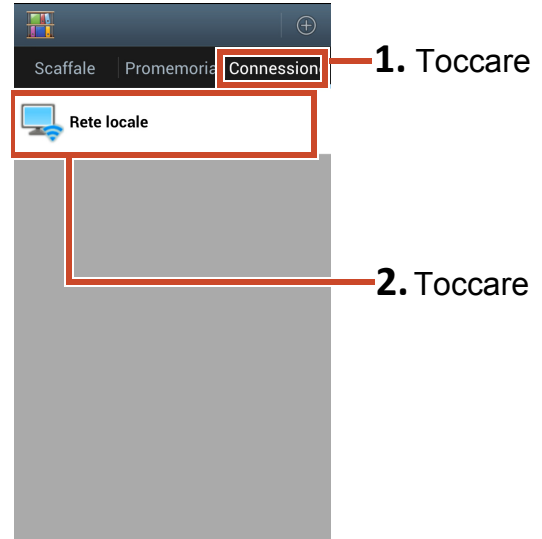 Scaffale Promemoria Connession
1. Toccare
Rete locale
2. Toccare